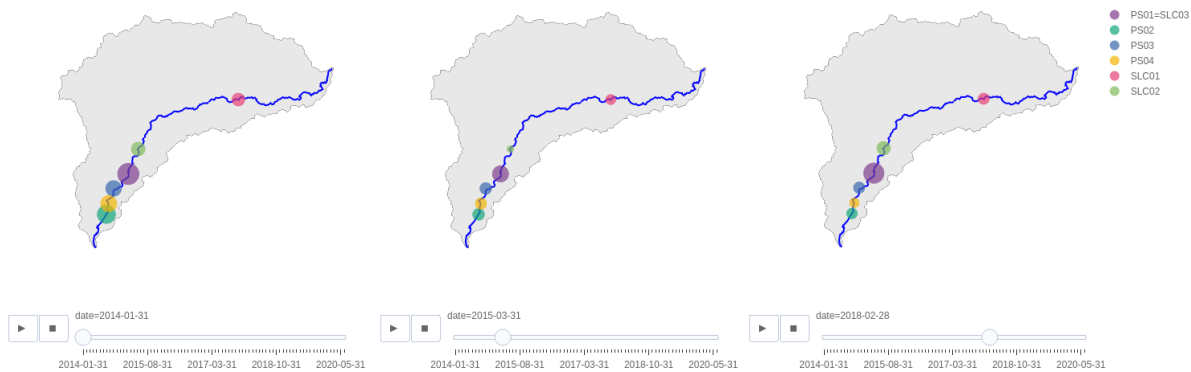 PS01=SLC03
PS02
PS03
PS04
SLC01
SLC02
date=2014-01-31
2014-01-31 2015-08-31 2017-03-31 2018-10-31 2020-05-31
date=2015-03-31
2014-01-31 2015-08-31 2017-03-31 2018-10-31 2020-05-31
date=2018-02-28
2014-01-31 2015-08-31 2017-03-31 2018-10-31 2020-05-31